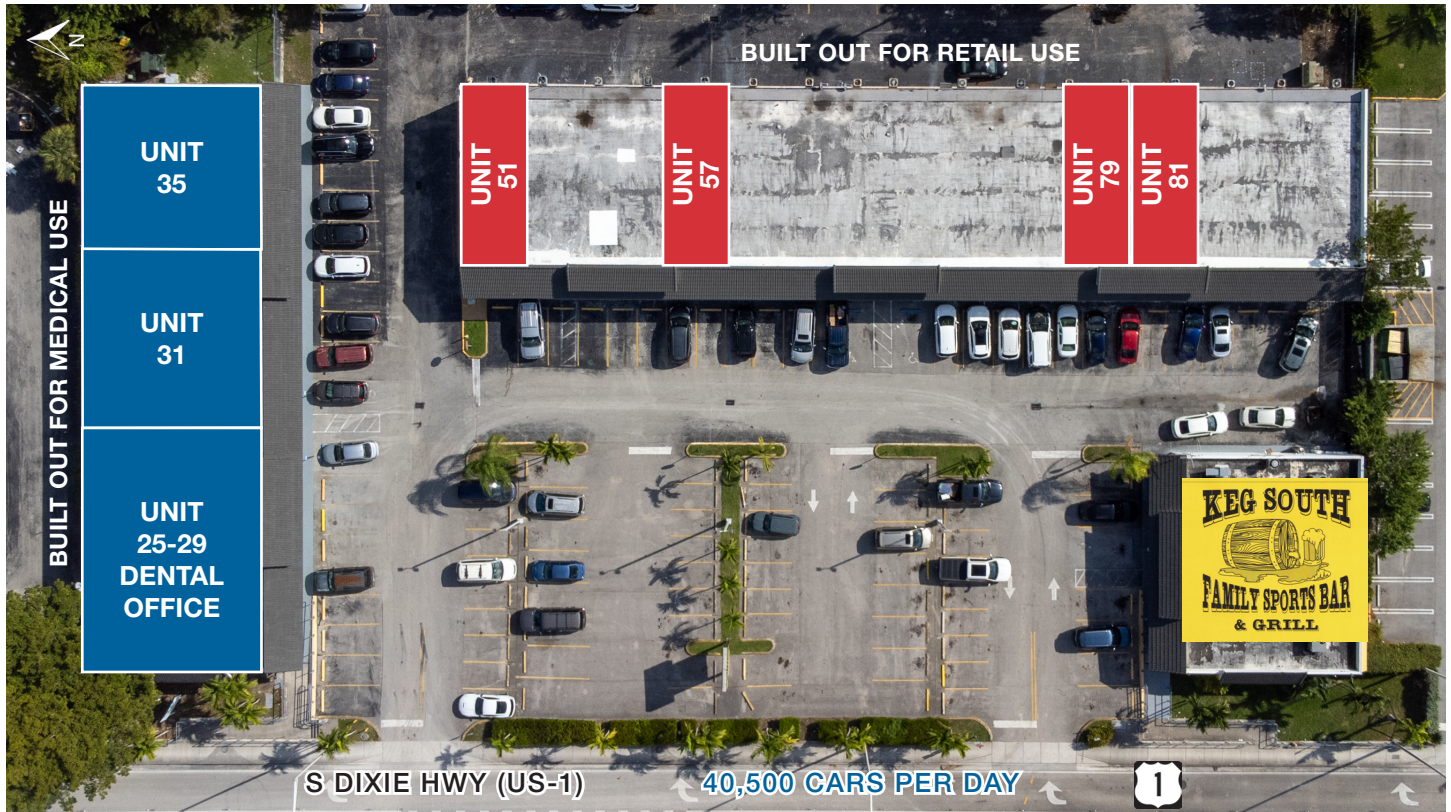 N
BUILT OUT FOR RETAIL USE
UNIT
35
UNIT
31
UNIT
25-29
DENTAL
OFFICE
BUILT OUT FOR MEDICAL USE
UNIT
51
UNIT
57
UNIT
79
UNIT
81
KEG SOUTH
FAMILY SPORTS BAR
& GRILL
S DIXIE HWY (US-1)
40,500 CARS PER DAY
1